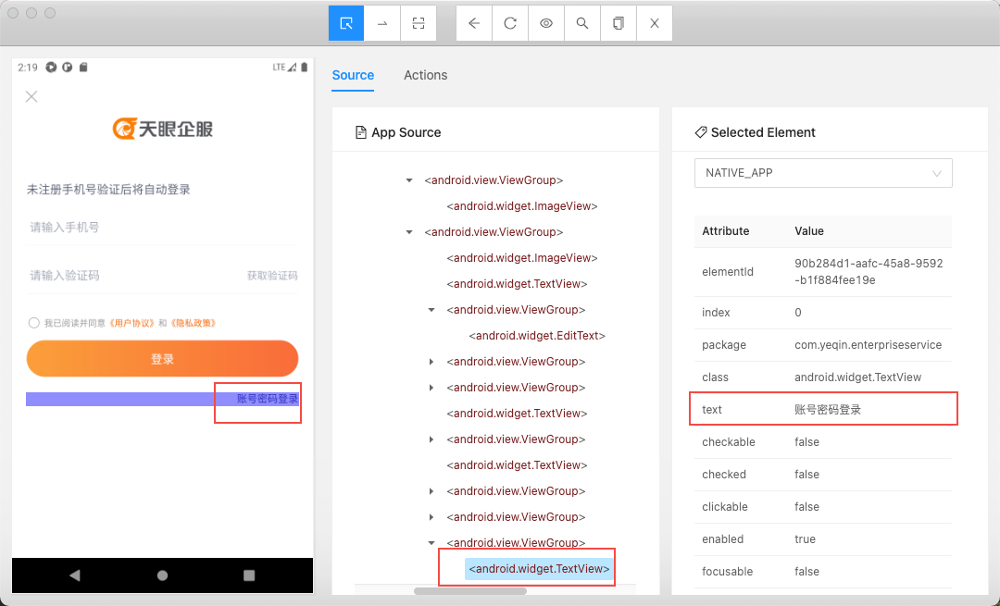 2:19
LTE
天眼企服
未注册手机号验证后将自动登录
请输入手机号
请输入验证码
获取验证码
我已阅读并同意《用户协议》和《隐私政策》
登录
账号密码登录
Source
Actions
App Source
<android.view.ViewGroup>
<android.widget.ImageView>
<android.view.ViewGroup>
<android.widget.ImageView>
<android.widget.TextView>
<android.view.ViewGroup>
<android.widget.EditText>
<android.view.ViewGroup>
<android.view.ViewGroup>
<android.widget.TextView>
<android.view.ViewGroup>
<android.widget.TextView>
<android.view.ViewGroup>
<android.view.ViewGroup>
<android.view.ViewGroup>
<android.widget.TextView>
Selected Element
NATIVE_APP
Attribute Value
elementId 90b284d1-aafc-45a8-9592
-b1f884fee19e
index 0
package com.yeqin.enterpriseservice
class android.widget.TextView
text 账号密码登录
checkable false
checked false
clickable false
enabled true
focusable false